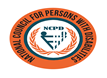 NATIONAL COUNCIL FOR PERSONS WITH DISABILITIES
NCPD